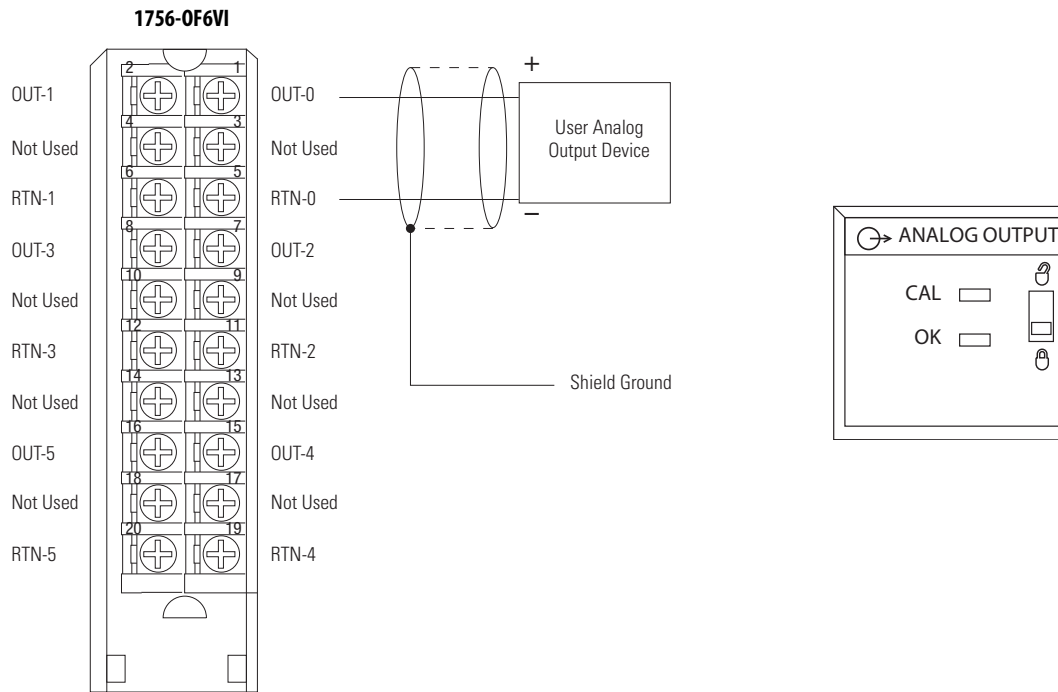 1756-OF6VI
2 1
OUT-1 OUT-0
+
User Analog
Output Device
4 3
Not Used Not Used
6 5
RTN-1 RTN-0
−
8 7
OUT-3 OUT-2
10 9
Not Used Not Used
12 11
RTN-3 RTN-2
14 13
Not Used Not Used
Shield Ground
16 15
OUT-5 OUT-4
18 17
Not Used Not Used
20 19
RTN-5 RTN-4
ANALOG OUTPUT
CAL
OK